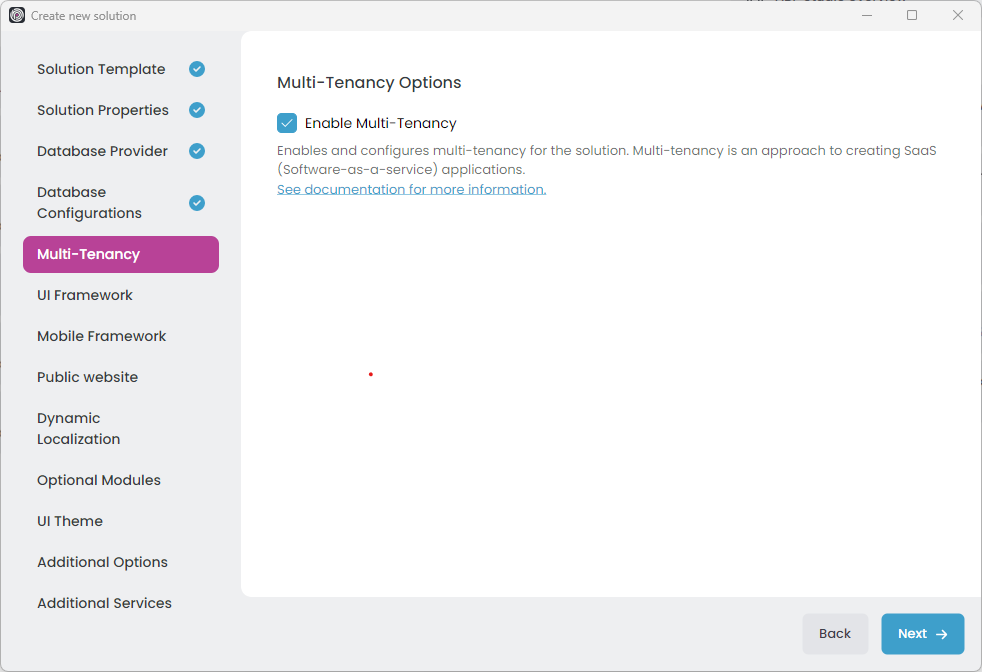 Create new solution
Solution Template
Solution Properties
Database Provider
Database
Configurations
Multi-Tenancy
UI Framework
Mobile Framework
Public website
Dynamic
Localization
Optional Modules
UI Theme
Additional Options
Additional Services
Multi-Tenancy Options
Enable Multi-Tenancy
Enables and configures multi-tenancy for the solution. Multi-tenancy is an approach to creating SaaS
(Software-as-a-service) applications.
See documentation for more information.
Back
Next